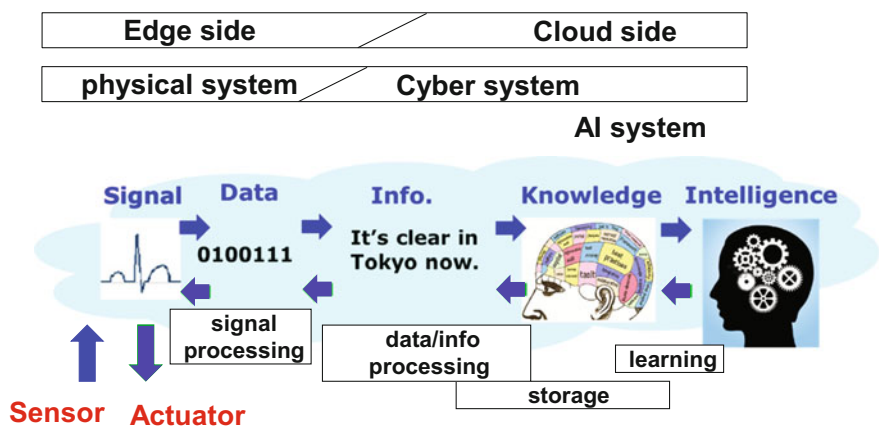 Edge side
Cloud side
physical system
Cyber system
AI system
Signal
Data
Info.
Knowledge
Intelligence
0100111
It's clear in
Tokyo now.
signal
processing
data/info
processing
learning
storage
Sensor
Actuator